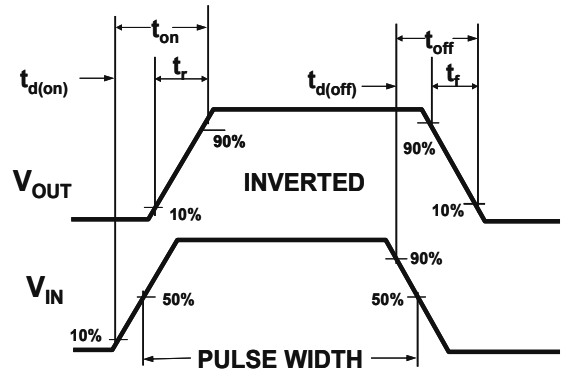 ton
toff
td(on)
tr
td(off)
tf
90%
90%
VOUT
INVERTED
10%
10%
90%
VIN
50%
50%
10%
PULSE WIDTH